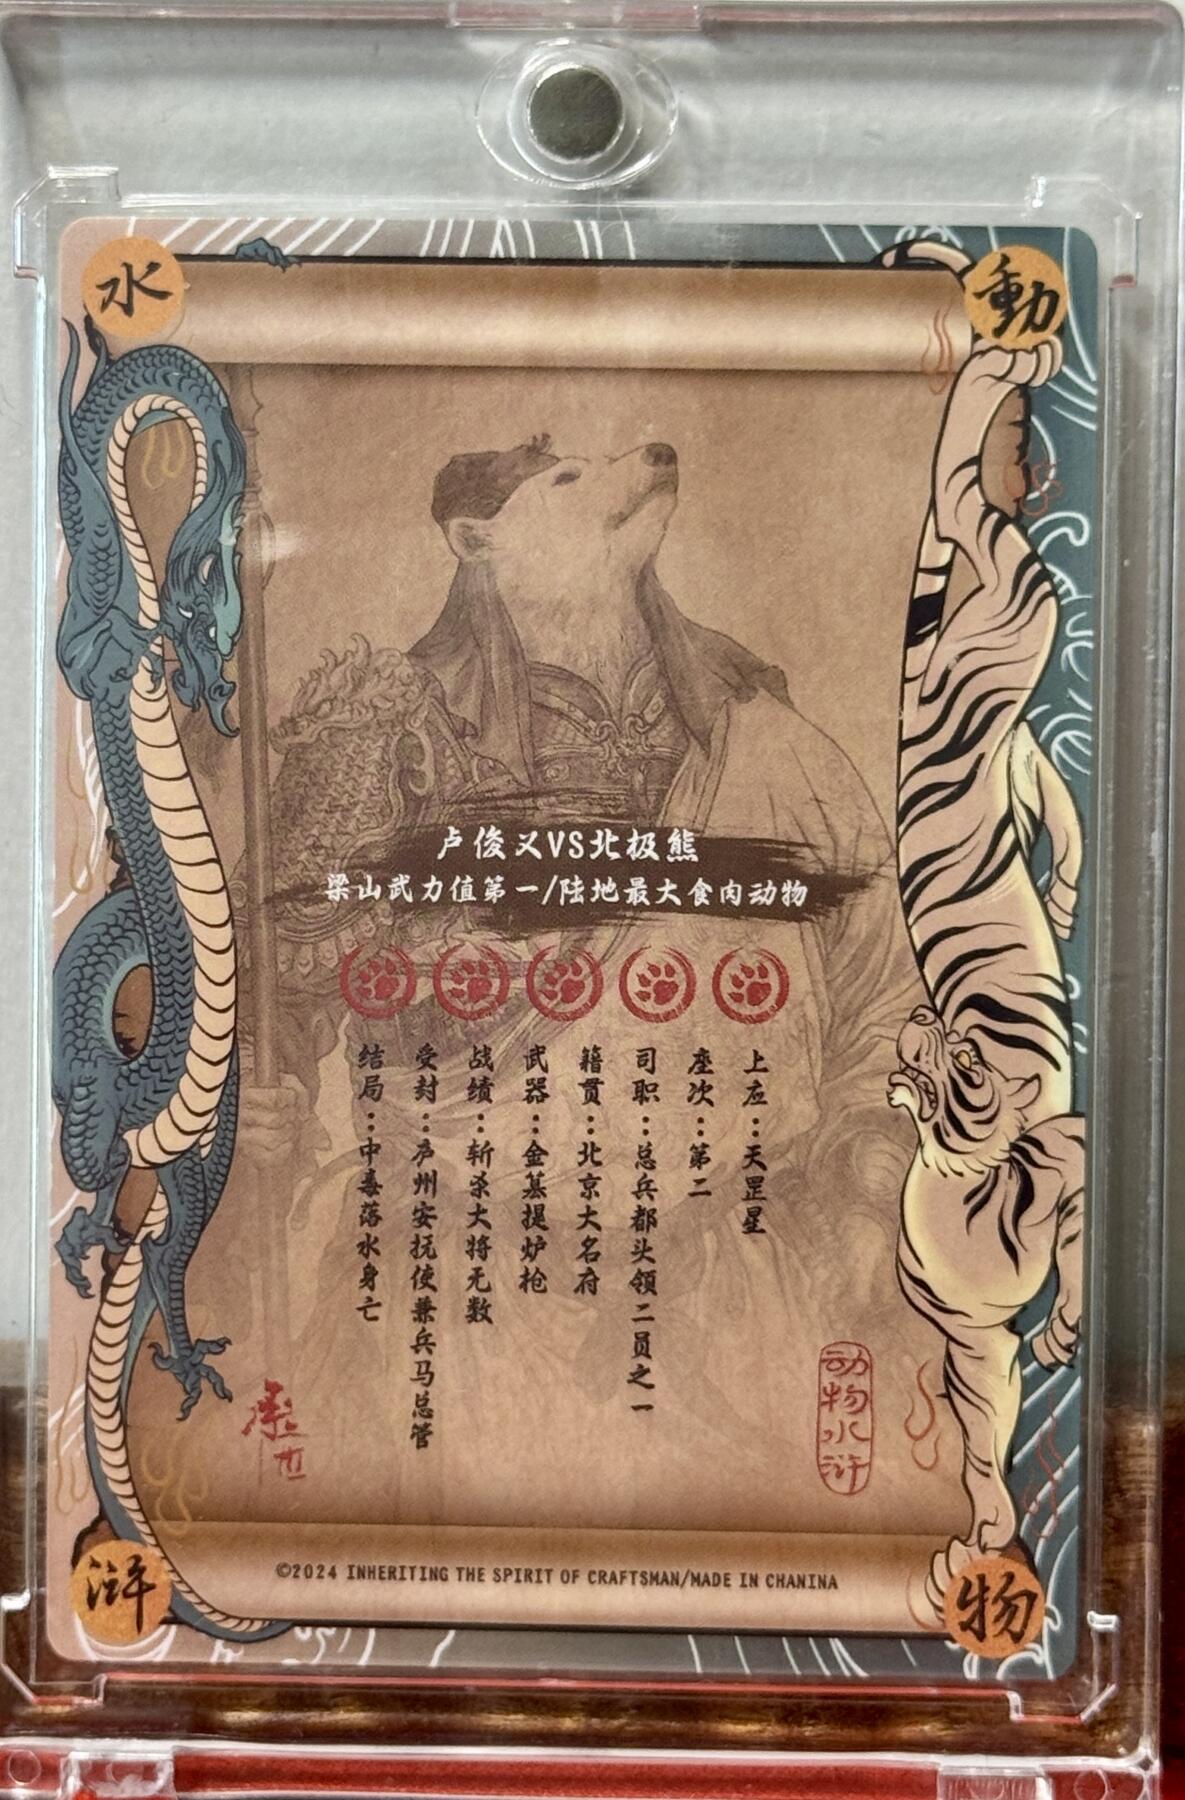 動物
水滸
卢俊义VS北极熊
梁山武力值第一/陆地最大食肉动物
上应：天罡星
座次：第二
司职：总兵都头领二员之一
籍贯：北京大名府
武器：金墓提炉枪
战绩：斩杀大将无数
受封：庐州安抚使兼兵马总管
结局：中毒落水身亡
动物水浒
承世
©2024 INHERITING THE SPIRIT OF CRAFTSMAN/MADE IN CHANINA